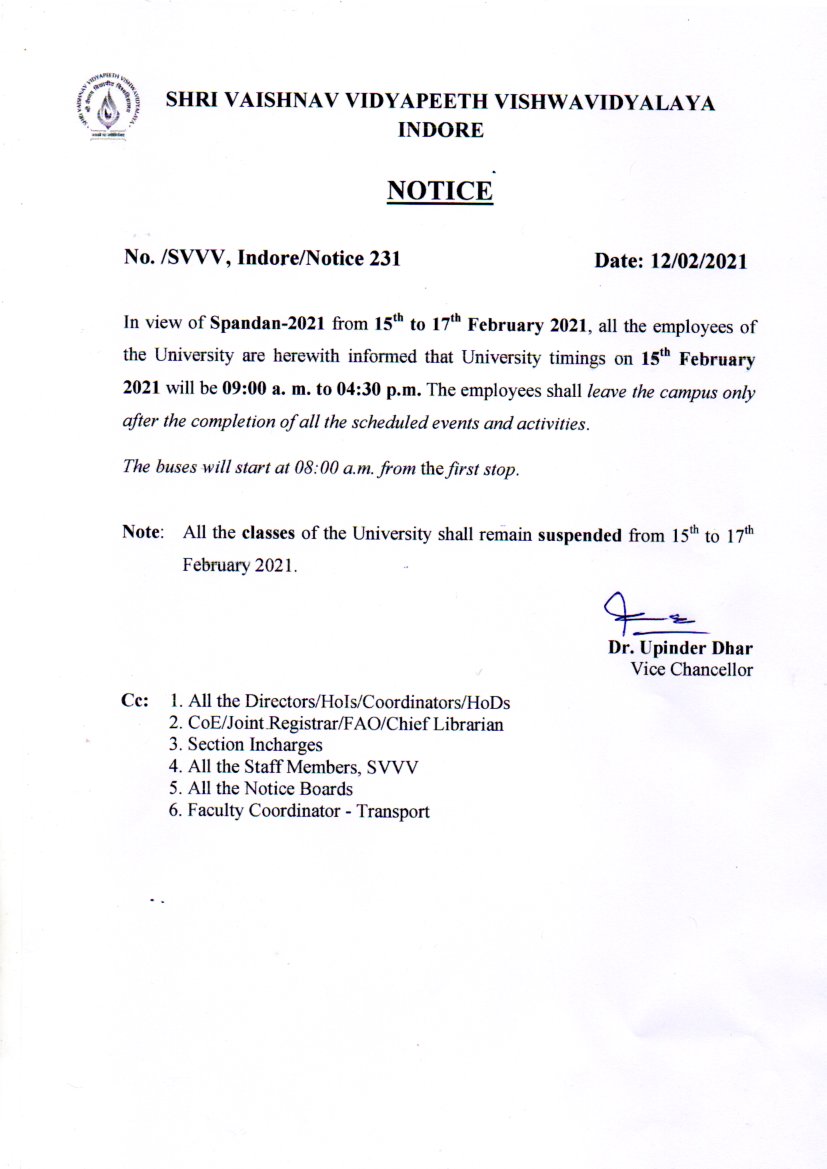 SHRI VAISHNAV VIDYAPEETH VISHWAVIDYALAYA
SHRI VAISHNAV VIDYAPEETH VISHWAVIDYALAYA
INDORE
NOTICE
No. /SVVV, Indore/Notice 231 Date: 12/02/2021
In view of Spandan-2021 from 15th to 17th February 2021, all the employees of
the University are herewith informed that University timings on 15th February
2021 will be 09:00 a. m. to 04:30 p.m. The employees shall leave the campus only
after the completion of all the scheduled events and activities.
The buses will start at 08:00 a.m. from the first stop.
Note: All the classes of the University shall remain suspended from 15th to 17th
February 2021.
Dr. Upinder Dhar
Vice Chancellor
Cc: 1. All the Directors/HoIs/Coordinators/HoDs
2. CoE/Joint Registrar/FAO/Chief Librarian
3. Section Incharges
4. All the Staff Members, SVVV
5. All the Notice Boards
6. Faculty Coordinator - Transport